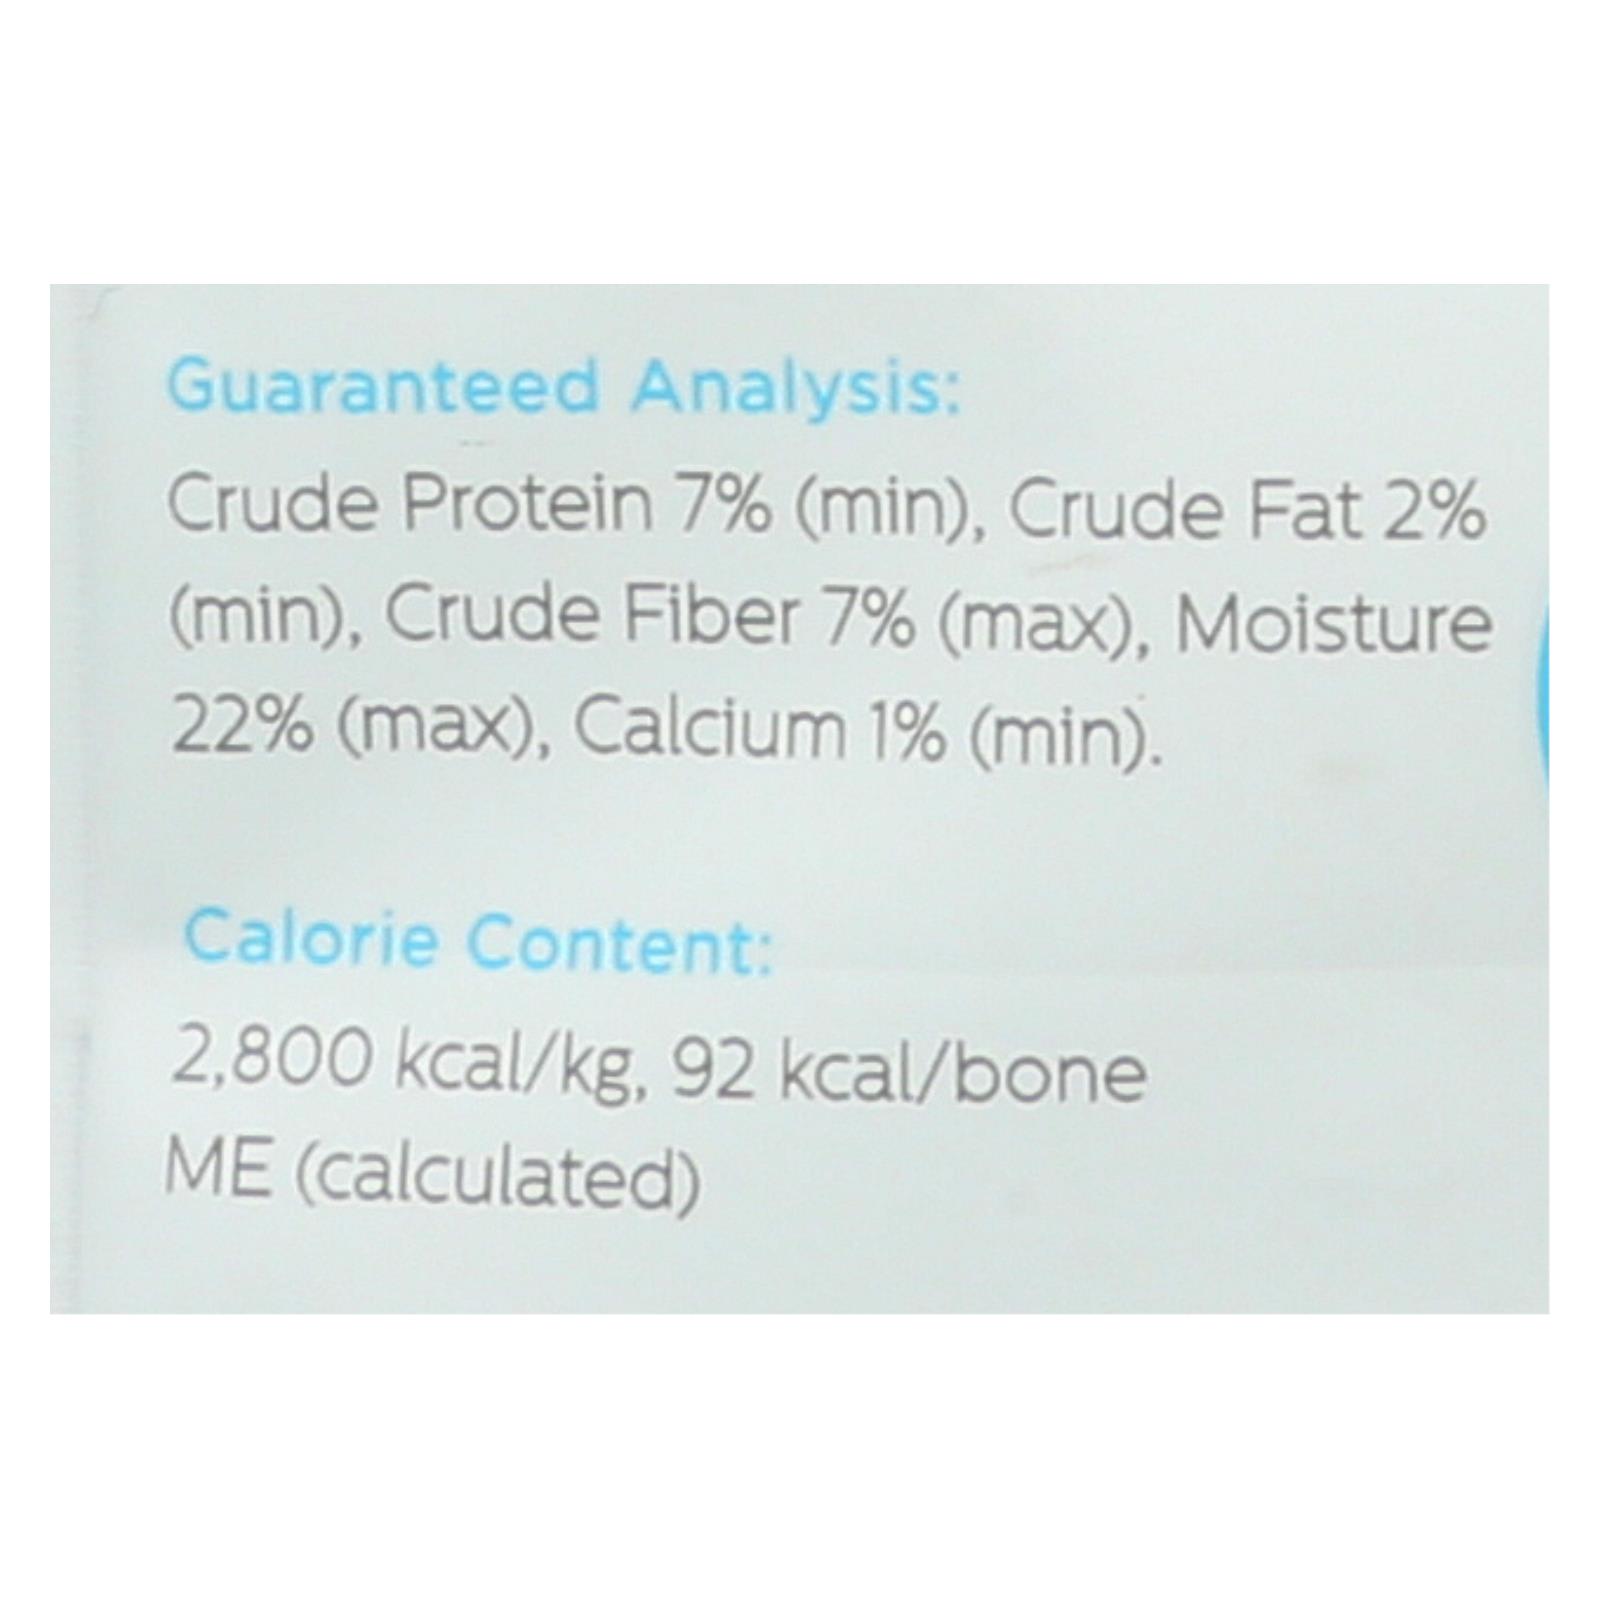 Guaranteed Analysis:
Crude Protein 7% (min), Crude Fat 2%
(min), Crude Fiber 7% (max), Moisture
22% (max), Calcium 1% (min).
Calorie Content:
2,800 kcal/kg, 92 kcal/bone
ME (calculated)